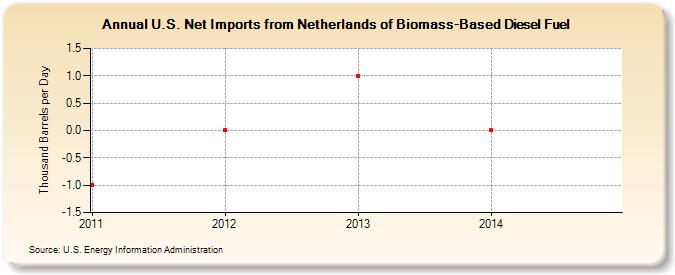 Annual U.S. Net Imports from Netherlands of Biomass-Based Diesel Fuel
Thousand Barrels per Day
1.5
1.0
0.5
0.0
-0.5
-1.0
-1.5
2011 2012 2013 2014
Source: U.S. Energy Information Administration